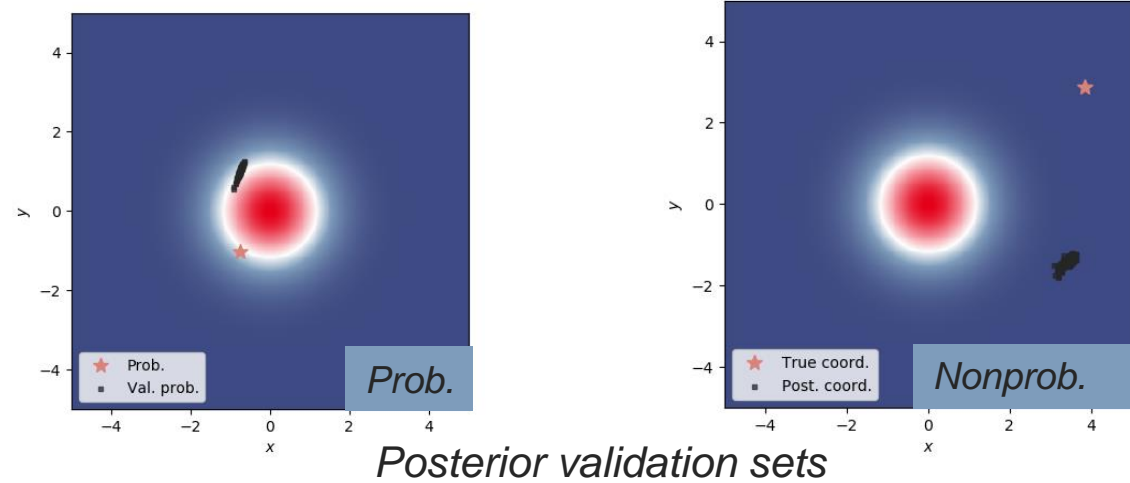 4
2
0
−2
−4
y
−4
−2
0
2
4
x
Prob.
Val. prob.
Prob.
4
2
0
−2
−4
y
−4
−2
0
2
4
x
True coord.
Post. coord.
Nonprob.
Posterior validation sets